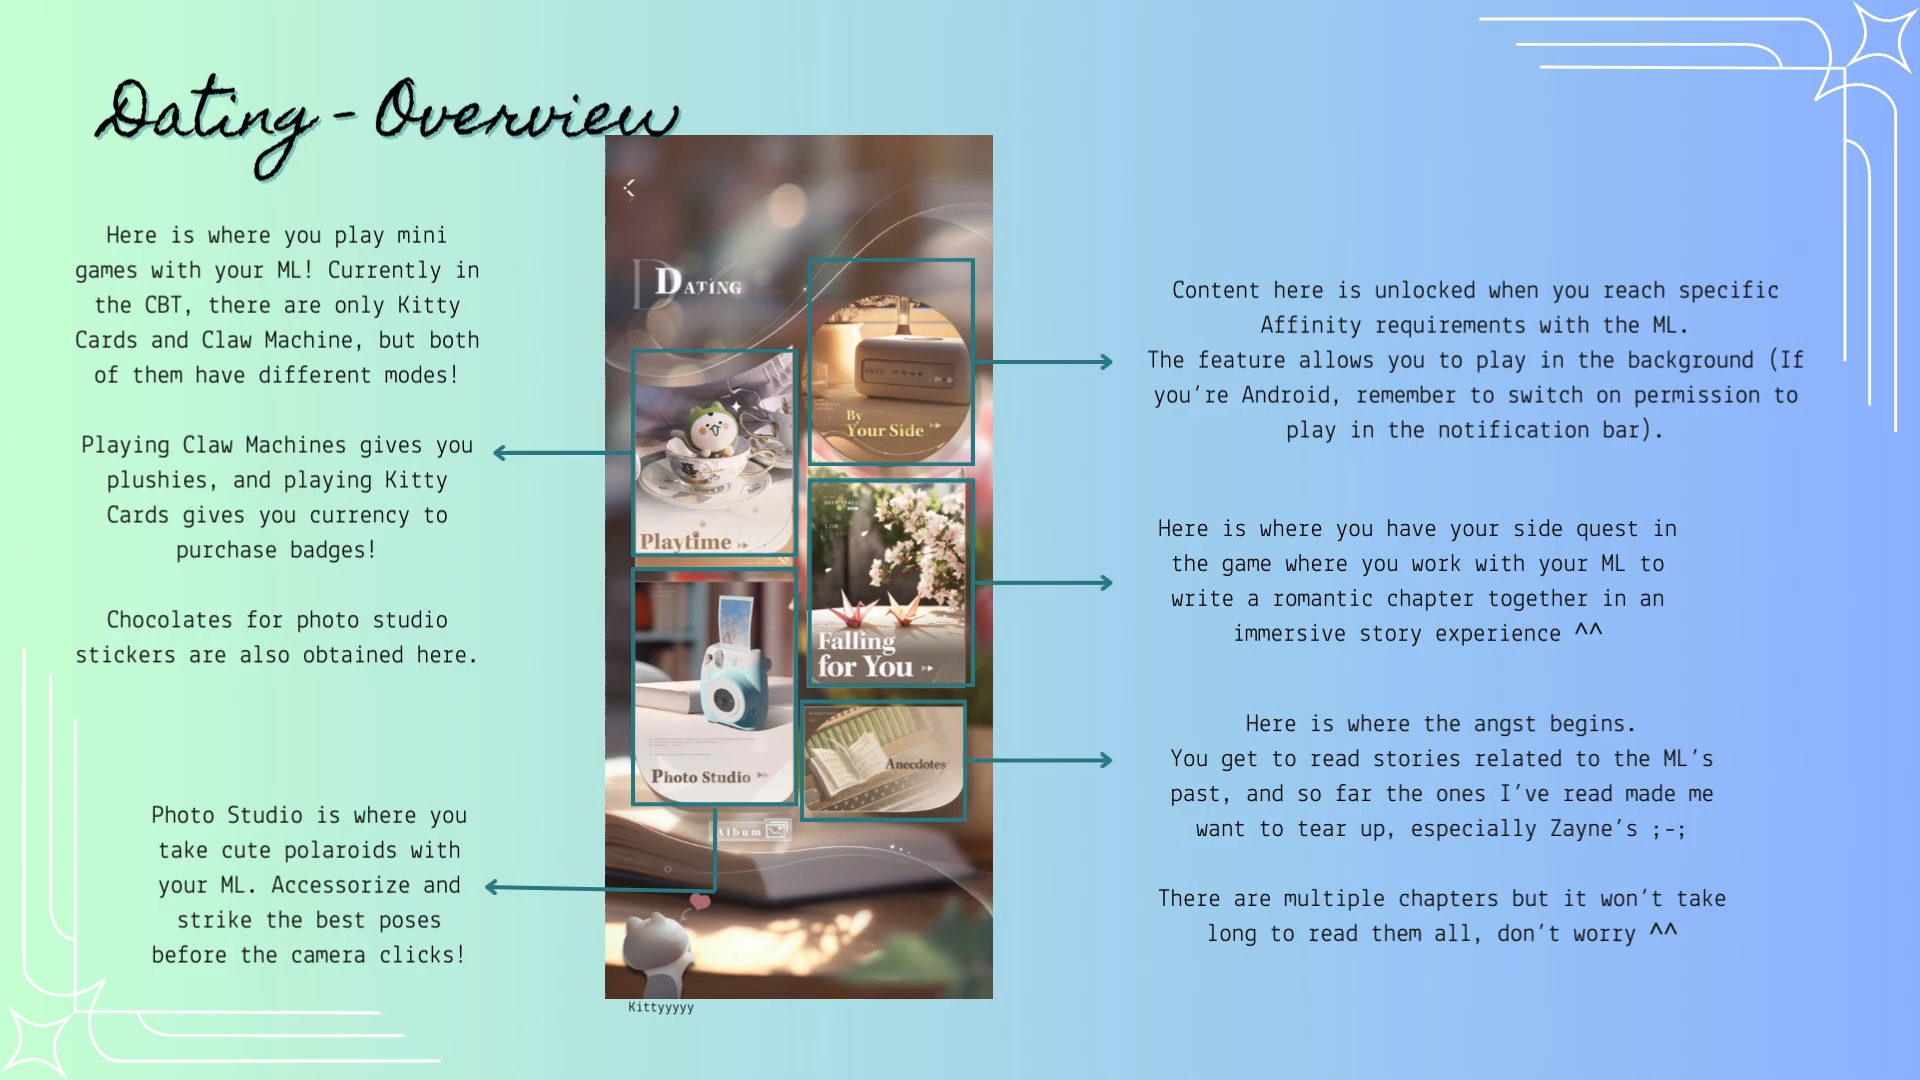 Dating - Overview
Here is where you play mini
games with your ML! Currently in
the CBT, there are only Kitty
Cards and Claw Machine, but both
of them have different modes!
Playing Claw Machines gives you
plushies, and playing Kitty
Cards gives you currency to
purchase badges!
Chocolates for photo studio
stickers are also obtained here.
Photo Studio is where you
take cute polaroids with
your ML. Accessorize and
strike the best poses
before the camera clicks!
DATING
By
Your Side
Playtime
Falling
for You
Photo Studio
Anecdotes
Album
Kittyyyyy
Content here is unlocked when you reach specific
Affinity requirements with the ML.
The feature allows you to play in the background (If
you're Android, remember to switch on permission to
play in the notification bar).
Here is where you have your side quest in
the game where you work with your ML to
write a romantic chapter together in an
immersive story experience ^^
Here is where the angst begins.
You get to read stories related to the ML's
past, and so far the ones I've read made me
want to tear up, especially Zayne's ;-;
There are multiple chapters but it won't take
long to read them all, don't worry ^^